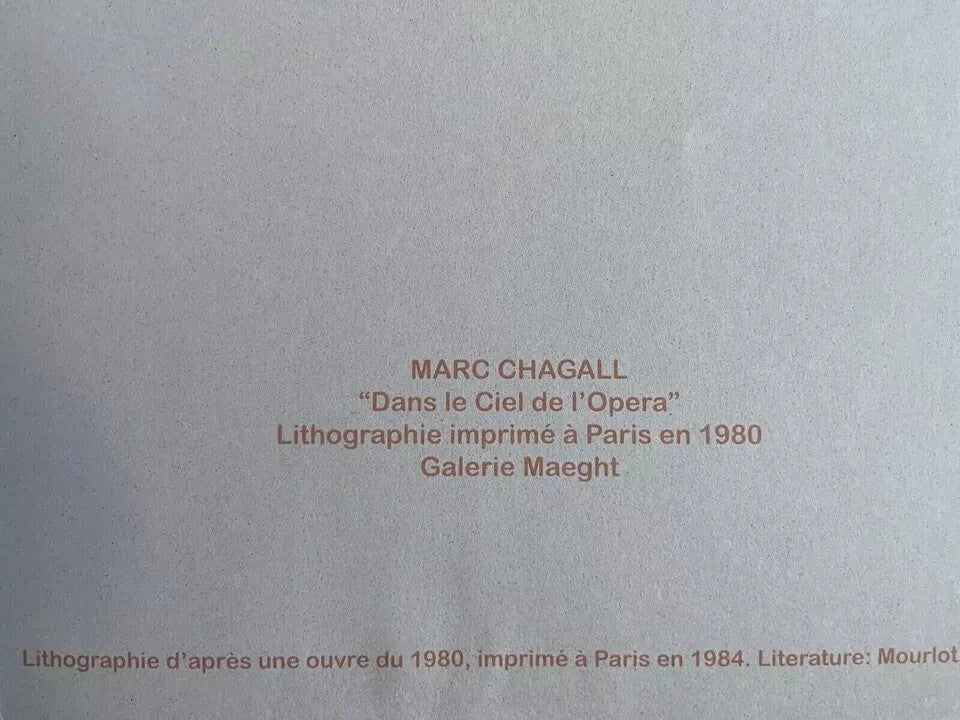 MARC CHAGALL
“Dans le Ciel de l’Opera”
Lithographie imprimé à Paris en 1980
Galerie Maeght
Lithographie d’après une ouvre du 1980, imprimé à Paris en 1984. Literature: Mourlot